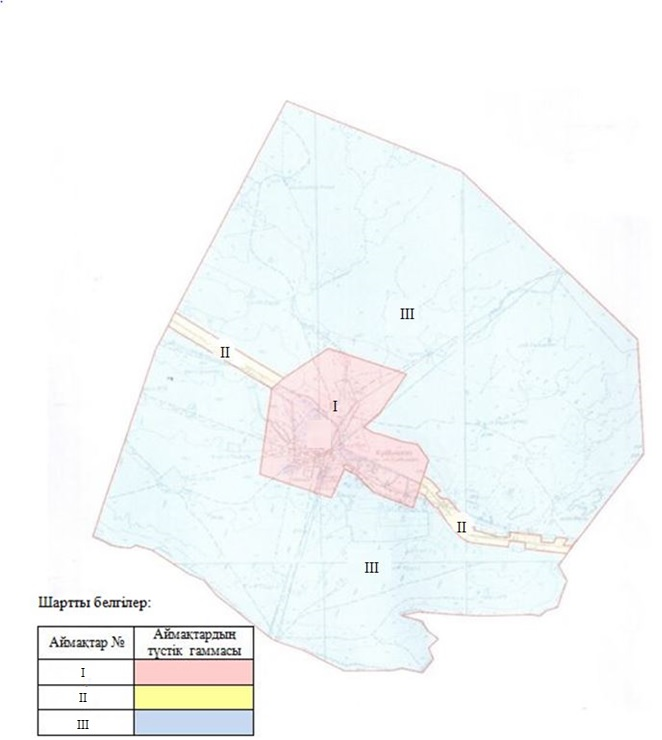 III
II
I
II
III
Шартты белгілер:
Аймақтар № Аймақтардың
түстік гаммасы
I
II
III